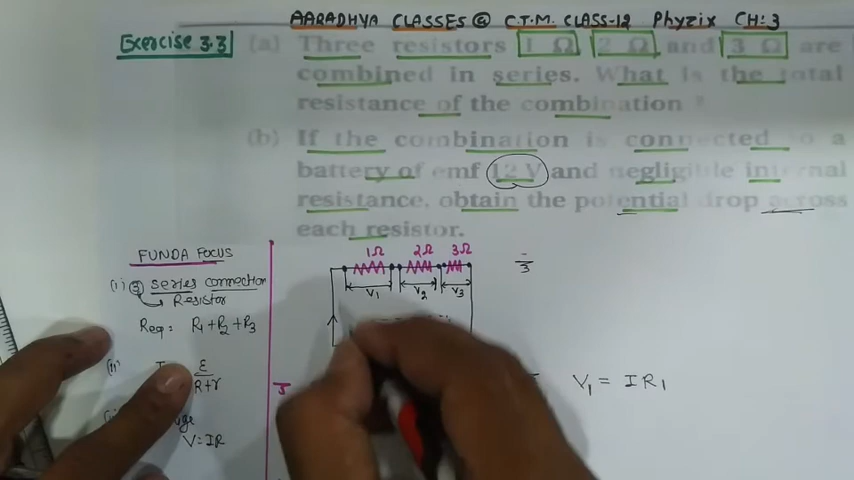 AARADHYA CLASSES @ C.T.M. CLASS-12 Phyzix CH:3
Exercise 3.3
(a) Three resistors 1 Ω 2 Ω and 3 Ω are
combined in series. What is the total
resistance of the combination ?
(b) If the combination is connected to a
battery of emf 12 V and negligible internal
resistance, obtain the potential drop across
each resistor.
FUNDA FOCUS
(i) 3 series connection
Resistor
Req = R1+R2+R3
(ii)
ε
R+r
V=IR
1Ω 2Ω 3Ω
V1 V2 V3
3
V1 = IR1